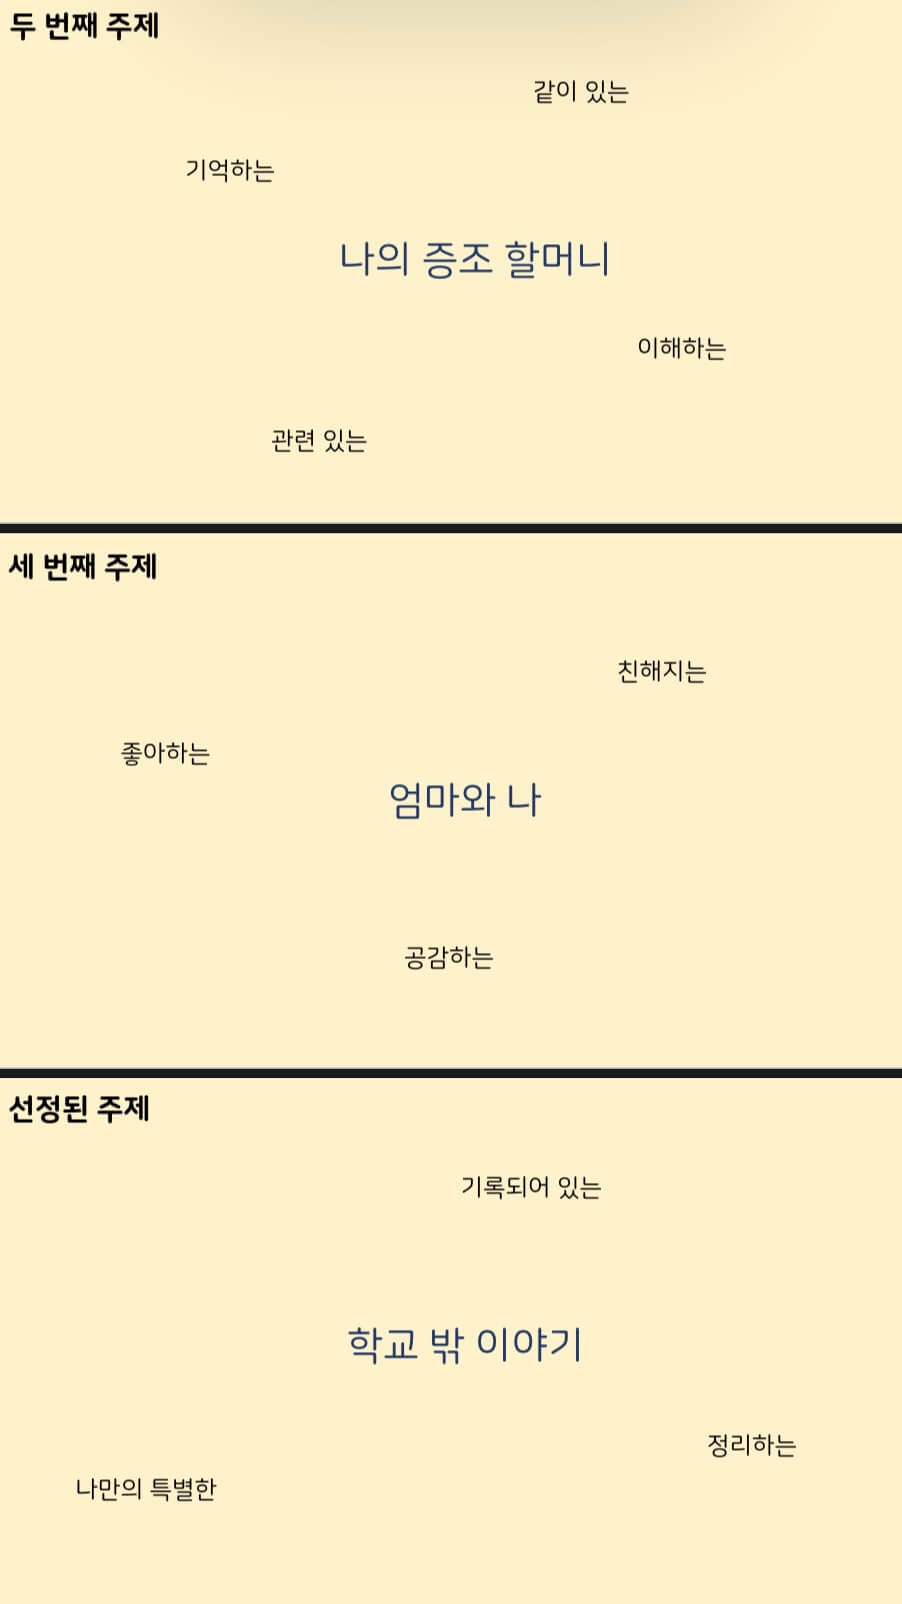 두 번째 주제
같이 있는
기억하는
나의 증조 할머니
이해하는
관련 있는
세 번째 주제
친해지는
좋아하는
엄마와 나
공감하는
선정된 주제
기록되어 있는
학교 밖 이야기
정리하는
나만의 특별한